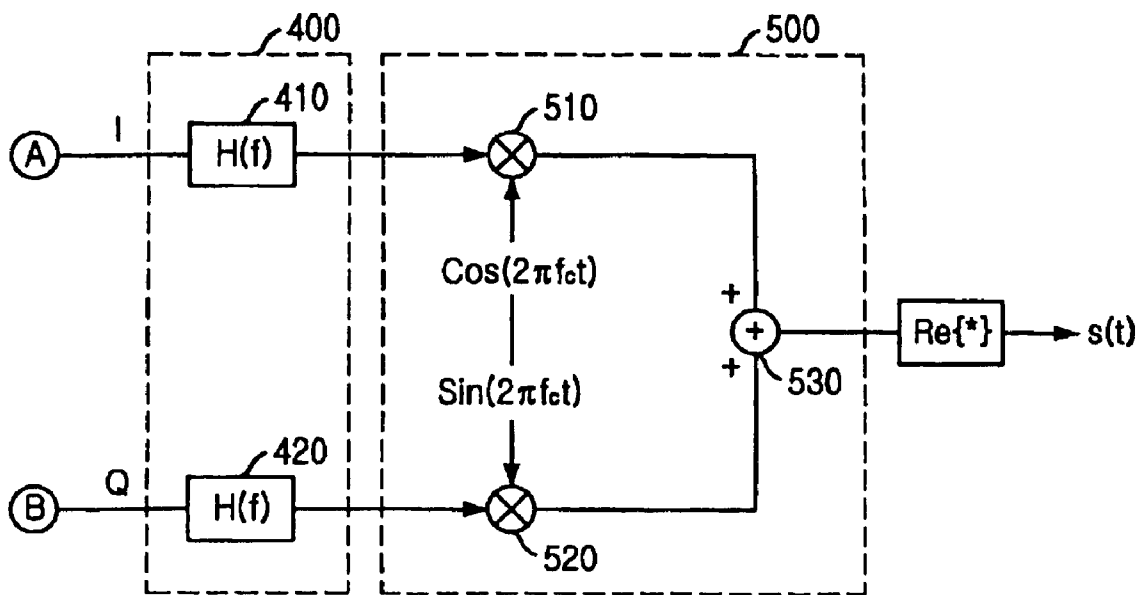 400
500
410
510
A
I
H(f)
Cos(2πfct)
+
+
Re{*}
s(t)
+
530
Sin(2πfct)
420
B
Q
H(f)
520